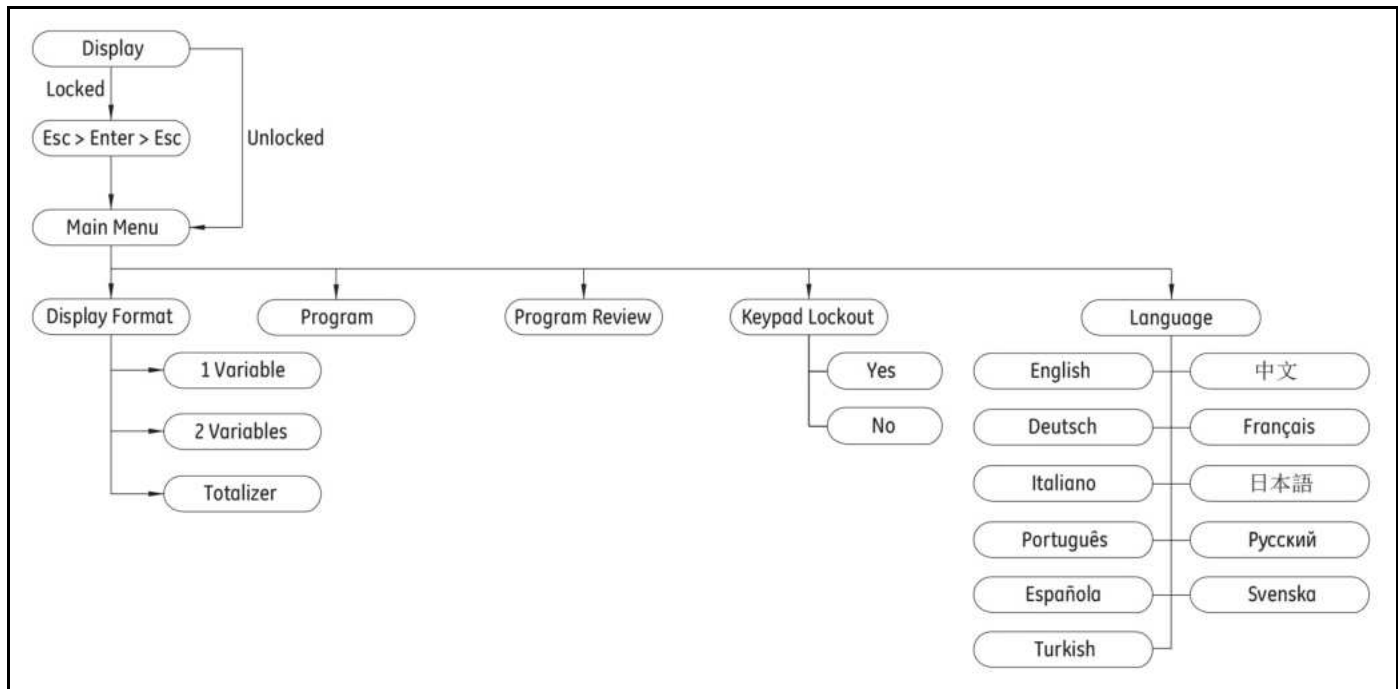 Display
Locked
Esc > Enter > Esc
Unlocked
Main Menu
Display Format
Program
Program Review
Keypad Lockout
Language
1 Variable
Yes
English
中文
2 Variables
No
Deutsch
Français
Totalizer
Italiano
日本語
Português
Русский
Española
Svenska
Turkish